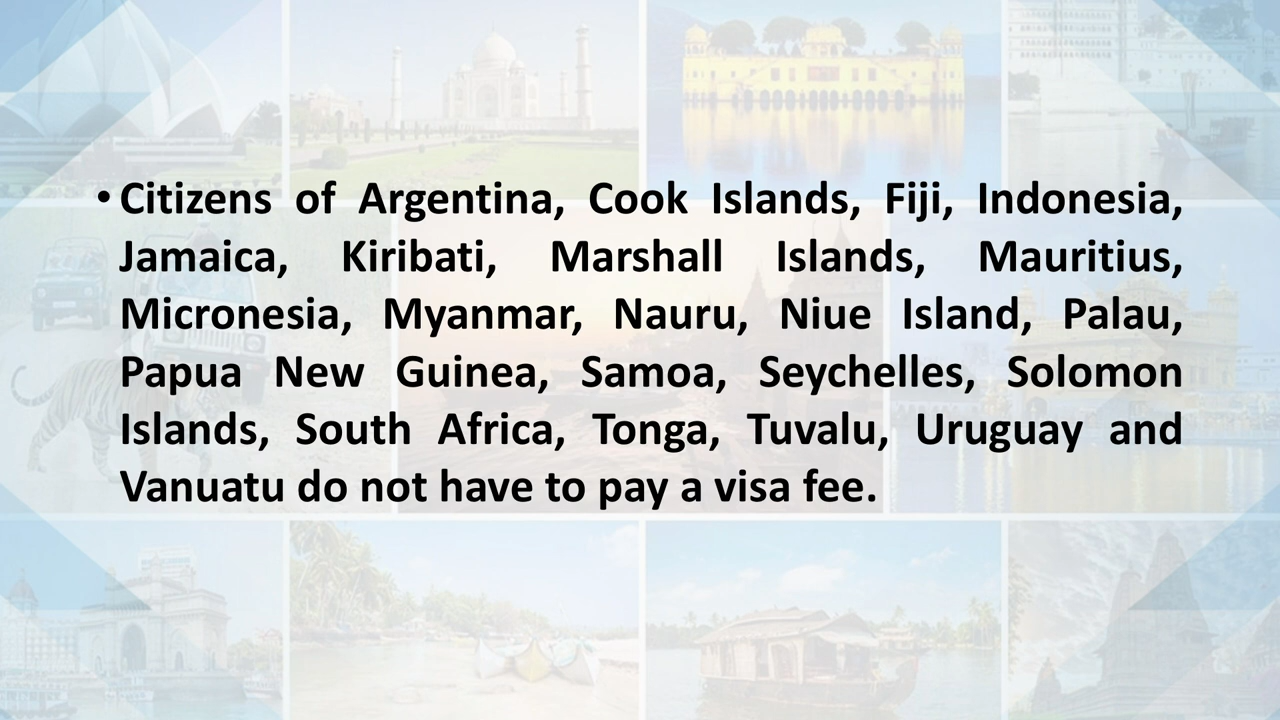 • Citizens of Argentina, Cook Islands, Fiji, Indonesia,
Jamaica, Kiribati, Marshall Islands, Mauritius,
Micronesia, Myanmar, Nauru, Niue Island, Palau,
Papua New Guinea, Samoa, Seychelles, Solomon
Islands, South Africa, Tonga, Tuvalu, Uruguay and
Vanuatu do not have to pay a visa fee.